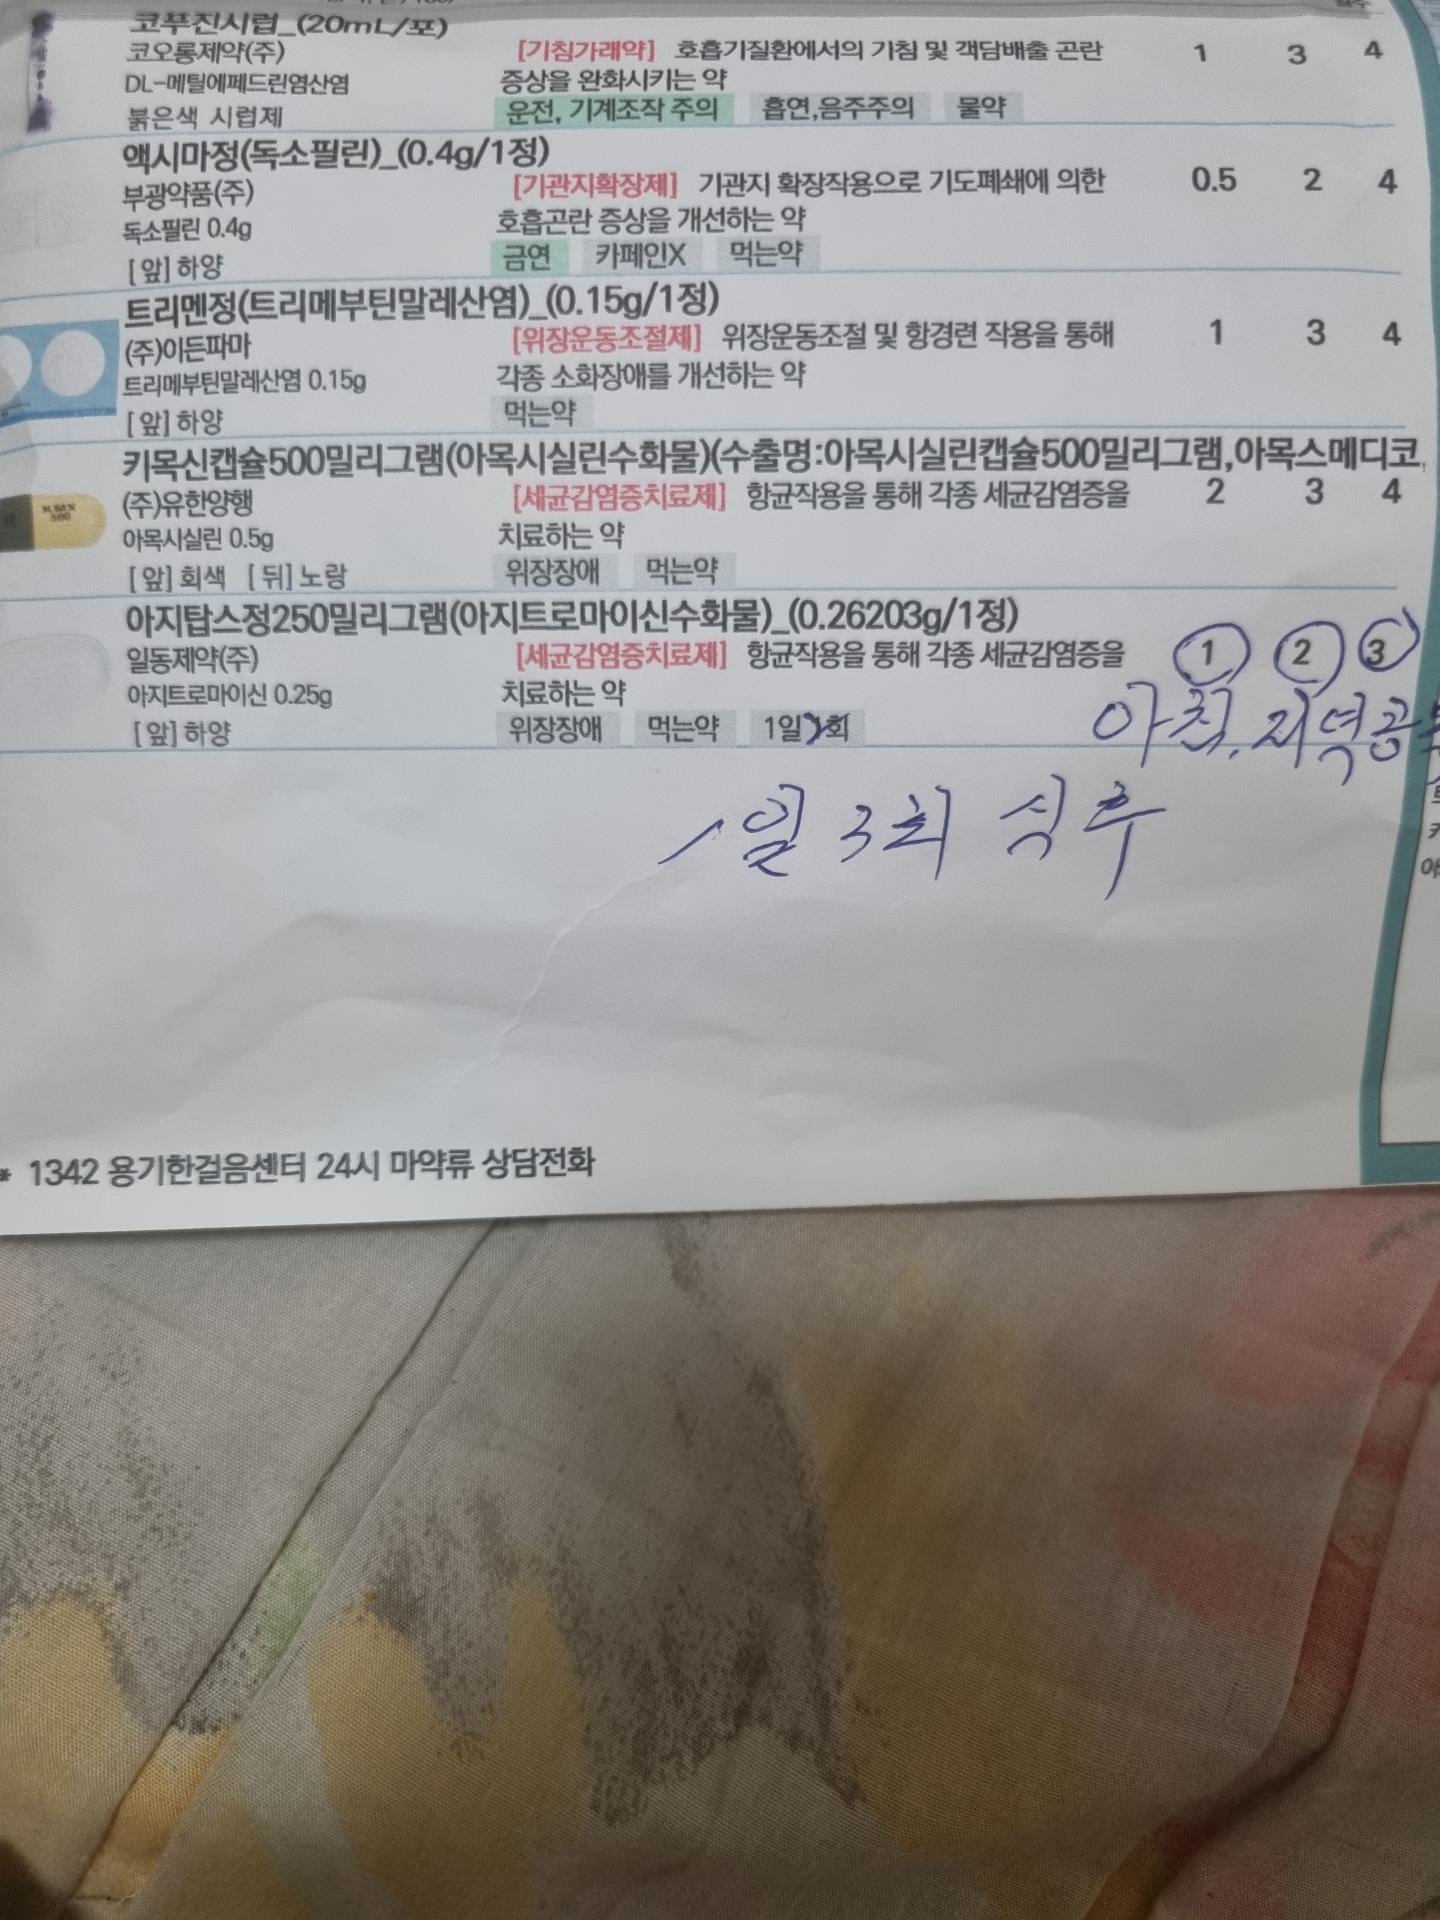 코푸진시럽_(20mL/포)
코오롱제약(주) [기침가래약] 호흡기질환에서의 기침 및 객담배출 곤란 1 3 4
DL-메틸에페드린염산염 증상을 완화시키는 약
붉은색 시럽제 운전, 기계조작 주의 흡연,음주주의 물약
액시마정(독소필린)_(0.4g/1정)
부광약품(주) [기관지확장제] 기관지 확장작용으로 기도폐쇄에 의한 0.5 2 4
독소필린 0.4g 호흡곤란 증상을 개선하는 약
[앞] 하양 금연 카페인X 먹는약
트리멘정(트리메부틴말레산염)_(0.15g/1정)
(주)이든파마 [위장운동조절제] 위장운동조절 및 항경련 작용을 통해 1 3 4
트리메부틴말레산염 0.15g 각종 소화장애를 개선하는 약
[앞] 하양 먹는약
키목신캡슐500밀리그램(아목시실린수화물)(수출명:아목시실린캡슐500밀리그램,아목스메디코,
KMX 500
(주)유한양행 [세균감염증치료제] 항균작용을 통해 각종 세균감염증을 2 3 4
아목시실린 0.5g 치료하는 약
[앞] 회색 [뒤] 노랑 위장장애 먹는약
아지탑스정250밀리그램(아지트로마이신수화물)_(0.26203g/1정)
일동제약(주) [세균감염증치료제] 항균작용을 통해 각종 세균감염증을 1 2 3
아지트로마이신 0.25g 치료하는 약
[앞] 하양 위장장애 먹는약 1일 회
아침, 저녁 공
1일 3회 식후
* 1342 용기한걸음센터 24시 마약류 상담전화